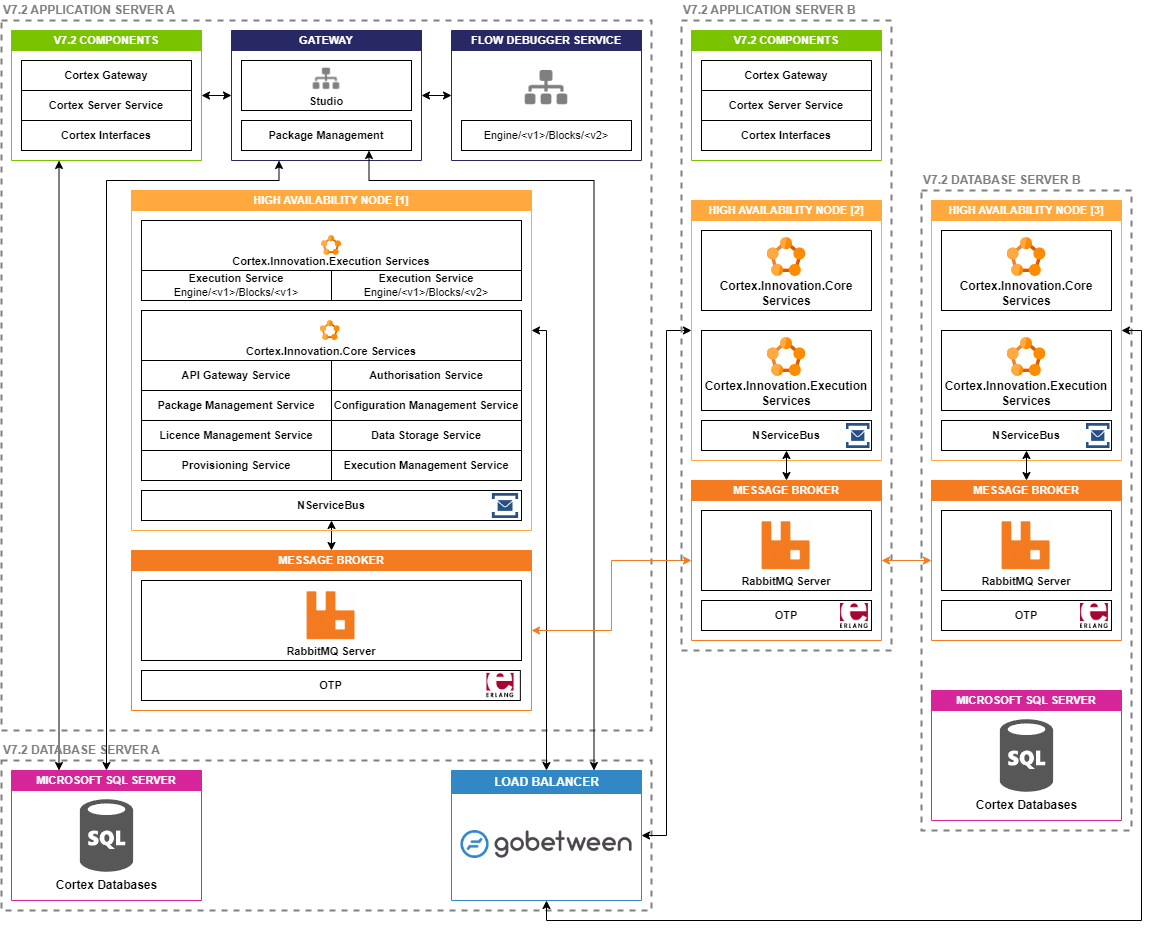 V7.2 APPLICATION SERVER A
V7.2 COMPONENTS
Cortex Gateway
Cortex Server Service
Cortex Interfaces
GATEWAY
Studio
Package Management
FLOW DEBUGGER SERVICE
Engine/<v1>/Blocks/<v2>
HIGH AVAILABILITY NODE [1]
Cortex.Innovation.Execution Services
Execution Service
Engine/<v1>/Blocks/<v1>
Execution Service
Engine/<v1>/Blocks/<v2>
Cortex.Innovation.Core Services
API Gateway Service
Authorisation Service
Package Management Service
Configuration Management Service
Licence Management Service
Data Storage Service
Provisioning Service
Execution Management Service
NServiceBus
MESSAGE BROKER
RabbitMQ Server
OTP
ERLANG
V7.2 DATABASE SERVER A
MICROSOFT SQL SERVER
SQL
Cortex Databases
LOAD BALANCER
gobetween
V7.2 APPLICATION SERVER B
V7.2 COMPONENTS
Cortex Gateway
Cortex Server Service
Cortex Interfaces
HIGH AVAILABILITY NODE [2]
Cortex.Innovation.Core
Services
Cortex.Innovation.Execution
Services
NServiceBus
MESSAGE BROKER
RabbitMQ Server
OTP
ERLANG
V7.2 DATABASE SERVER B
HIGH AVAILABILITY NODE [3]
Cortex.Innovation.Core
Services
Cortex.Innovation.Execution
Services
NServiceBus
MESSAGE BROKER
RabbitMQ Server
OTP
ERLANG
MICROSOFT SQL SERVER
SQL
Cortex Databases